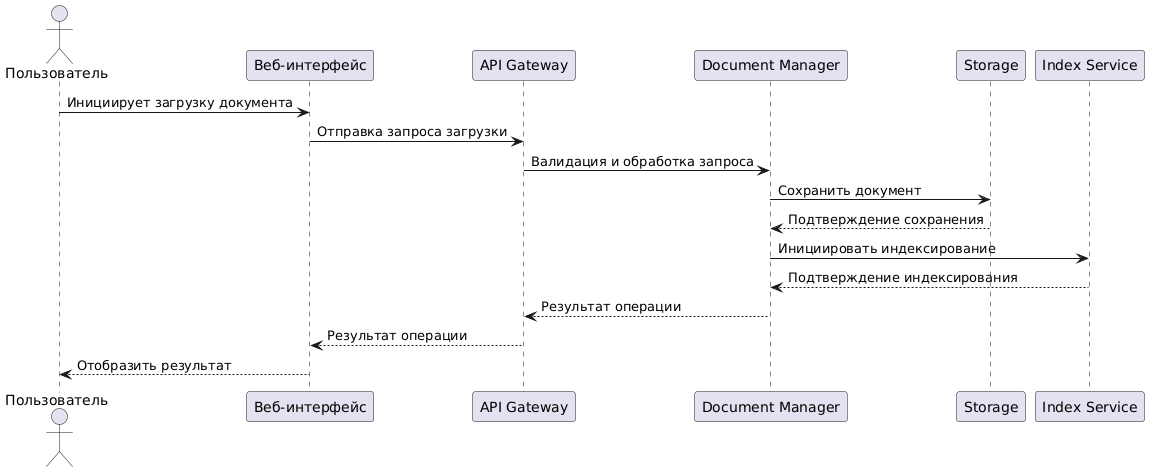 Пользователь
Веб-интерфейс
API Gateway
Document Manager
Storage
Index Service
Инициирует загрузку документа
Отправка запроса загрузки
Валидация и обработка запроса
Сохранить документ
Подтверждение сохранения
Инициировать индексирование
Подтверждение индексирования
Результат операции
Результат операции
Отобразить результат
Пользователь
Веб-интерфейс
API Gateway
Document Manager
Storage
Index Service